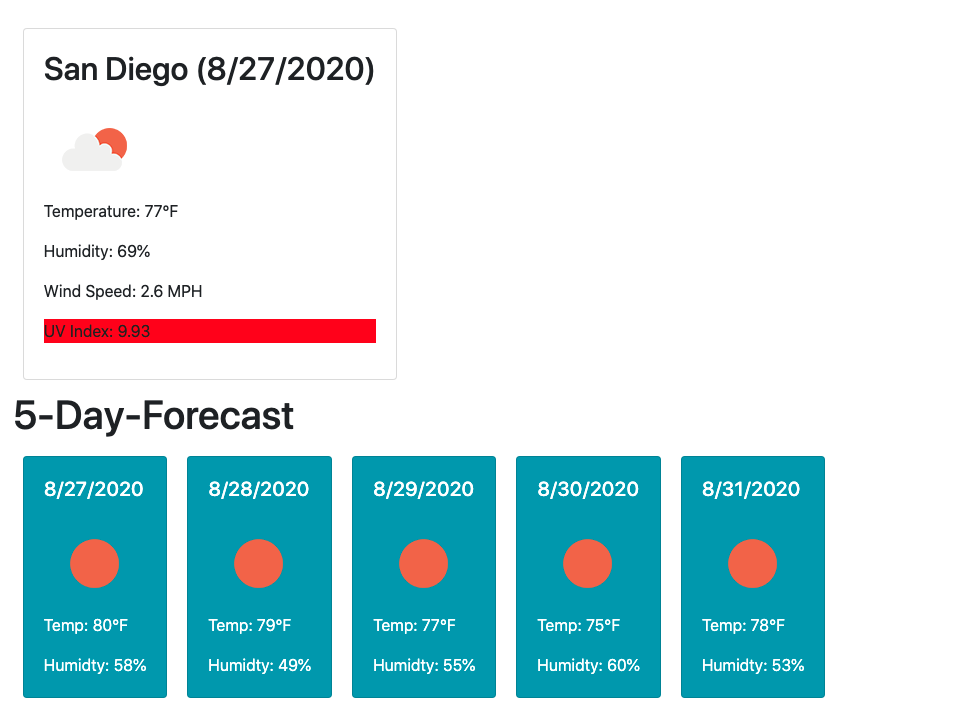 San Diego (8/27/2020)
Temperature: 77°F
Humidity: 69%
Wind Speed: 2.6 MPH
UV Index: 9.93
5-Day-Forecast
8/27/2020
Temp: 80°F
Humidty: 58%
8/28/2020
Temp: 79°F
Humidty: 49%
8/29/2020
Temp: 77°F
Humidty: 55%
8/30/2020
Temp: 75°F
Humidty: 60%
8/31/2020
Temp: 78°F
Humidty: 53%